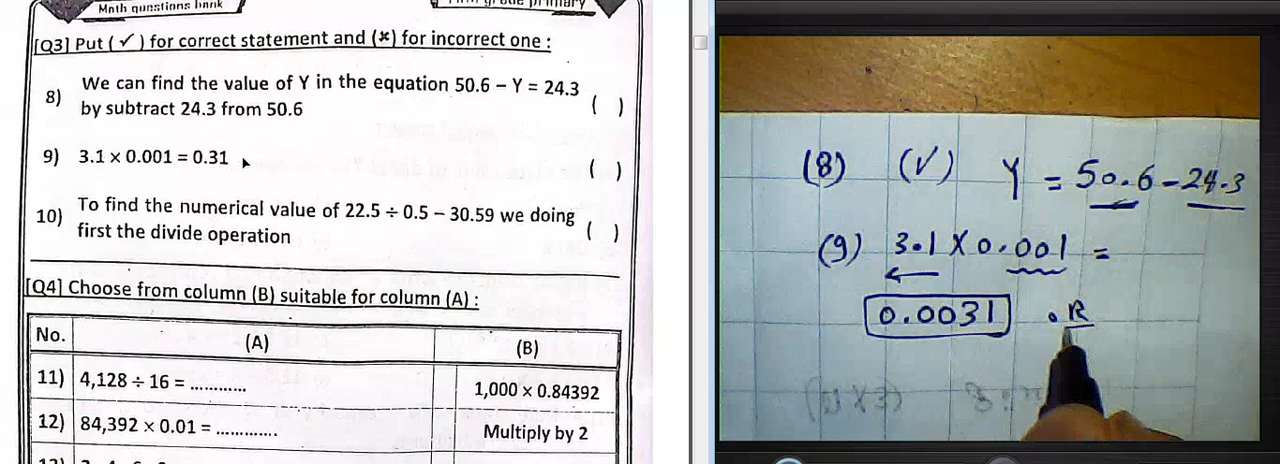 Math questions bank
[Q3] Put ( ✓ ) for correct statement and (×) for incorrect one :
8) We can find the value of Y in the equation 50.6 – Y = 24.3
by subtract 24.3 from 50.6 ( )
9) 3.1 × 0.001 = 0.31 ( )
10) To find the numerical value of 22.5 ÷ 0.5 – 30.59 we doing
first the divide operation ( )
[Q4] Choose from column (B) suitable for column (A) :
No. (A) (B)
11) 4,128 ÷ 16 = ........... 1,000 × 0.84392
12) 84,392 × 0.01 = ............. Multiply by 2
(8) (✓) Y = 50.6 - 24.3
(9) 3.1 X 0.001 =
0.0031 . R